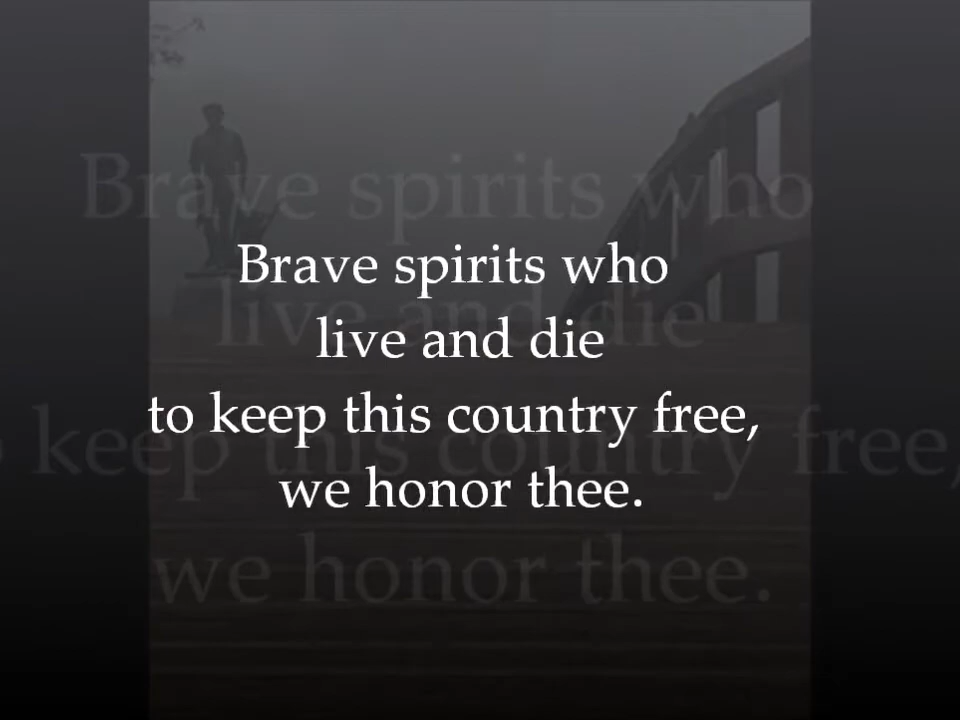 Brave spirits who
live and die
to keep this country free,
we honor thee.